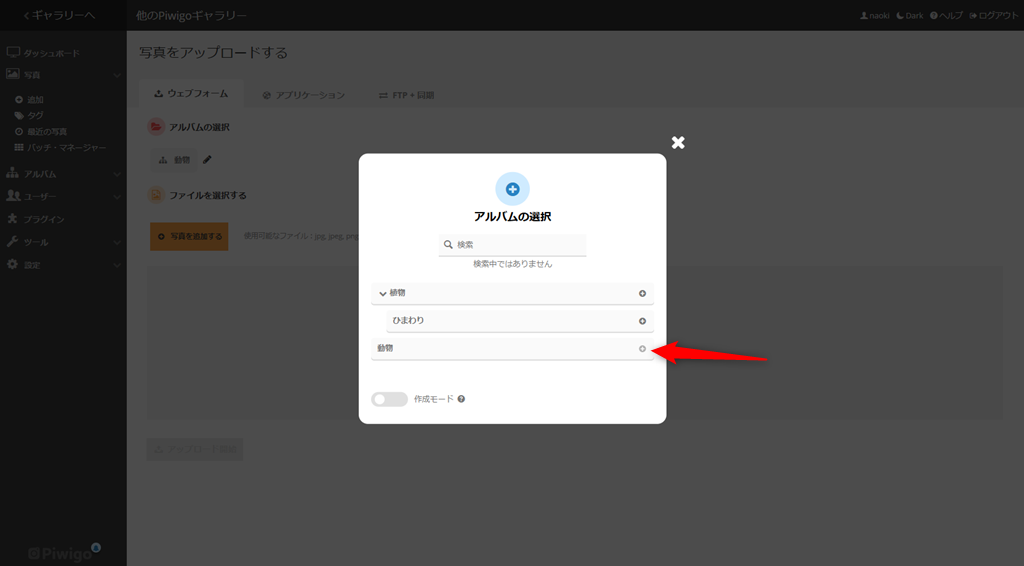 ギャラリーへ
他のPiwigoギャラリー
naoki
Dark
ヘルプ
ログアウト
ダッシュボード
写真
追加
タグ
最近の写真
バッチ・マネージャー
アルバム
ユーザー
プラグイン
ツール
設定
写真をアップロードする
ウェブフォーム
アプリケーション
FTP + 同期
アルバムの選択
動物
ファイルを選択する
写真を追加する
使用可能なファイル : jpg, jpeg, png
アップロード開始
アルバムの選択
検索
検索中ではありません
植物
ひまわり
動物
作成モード
Piwigo